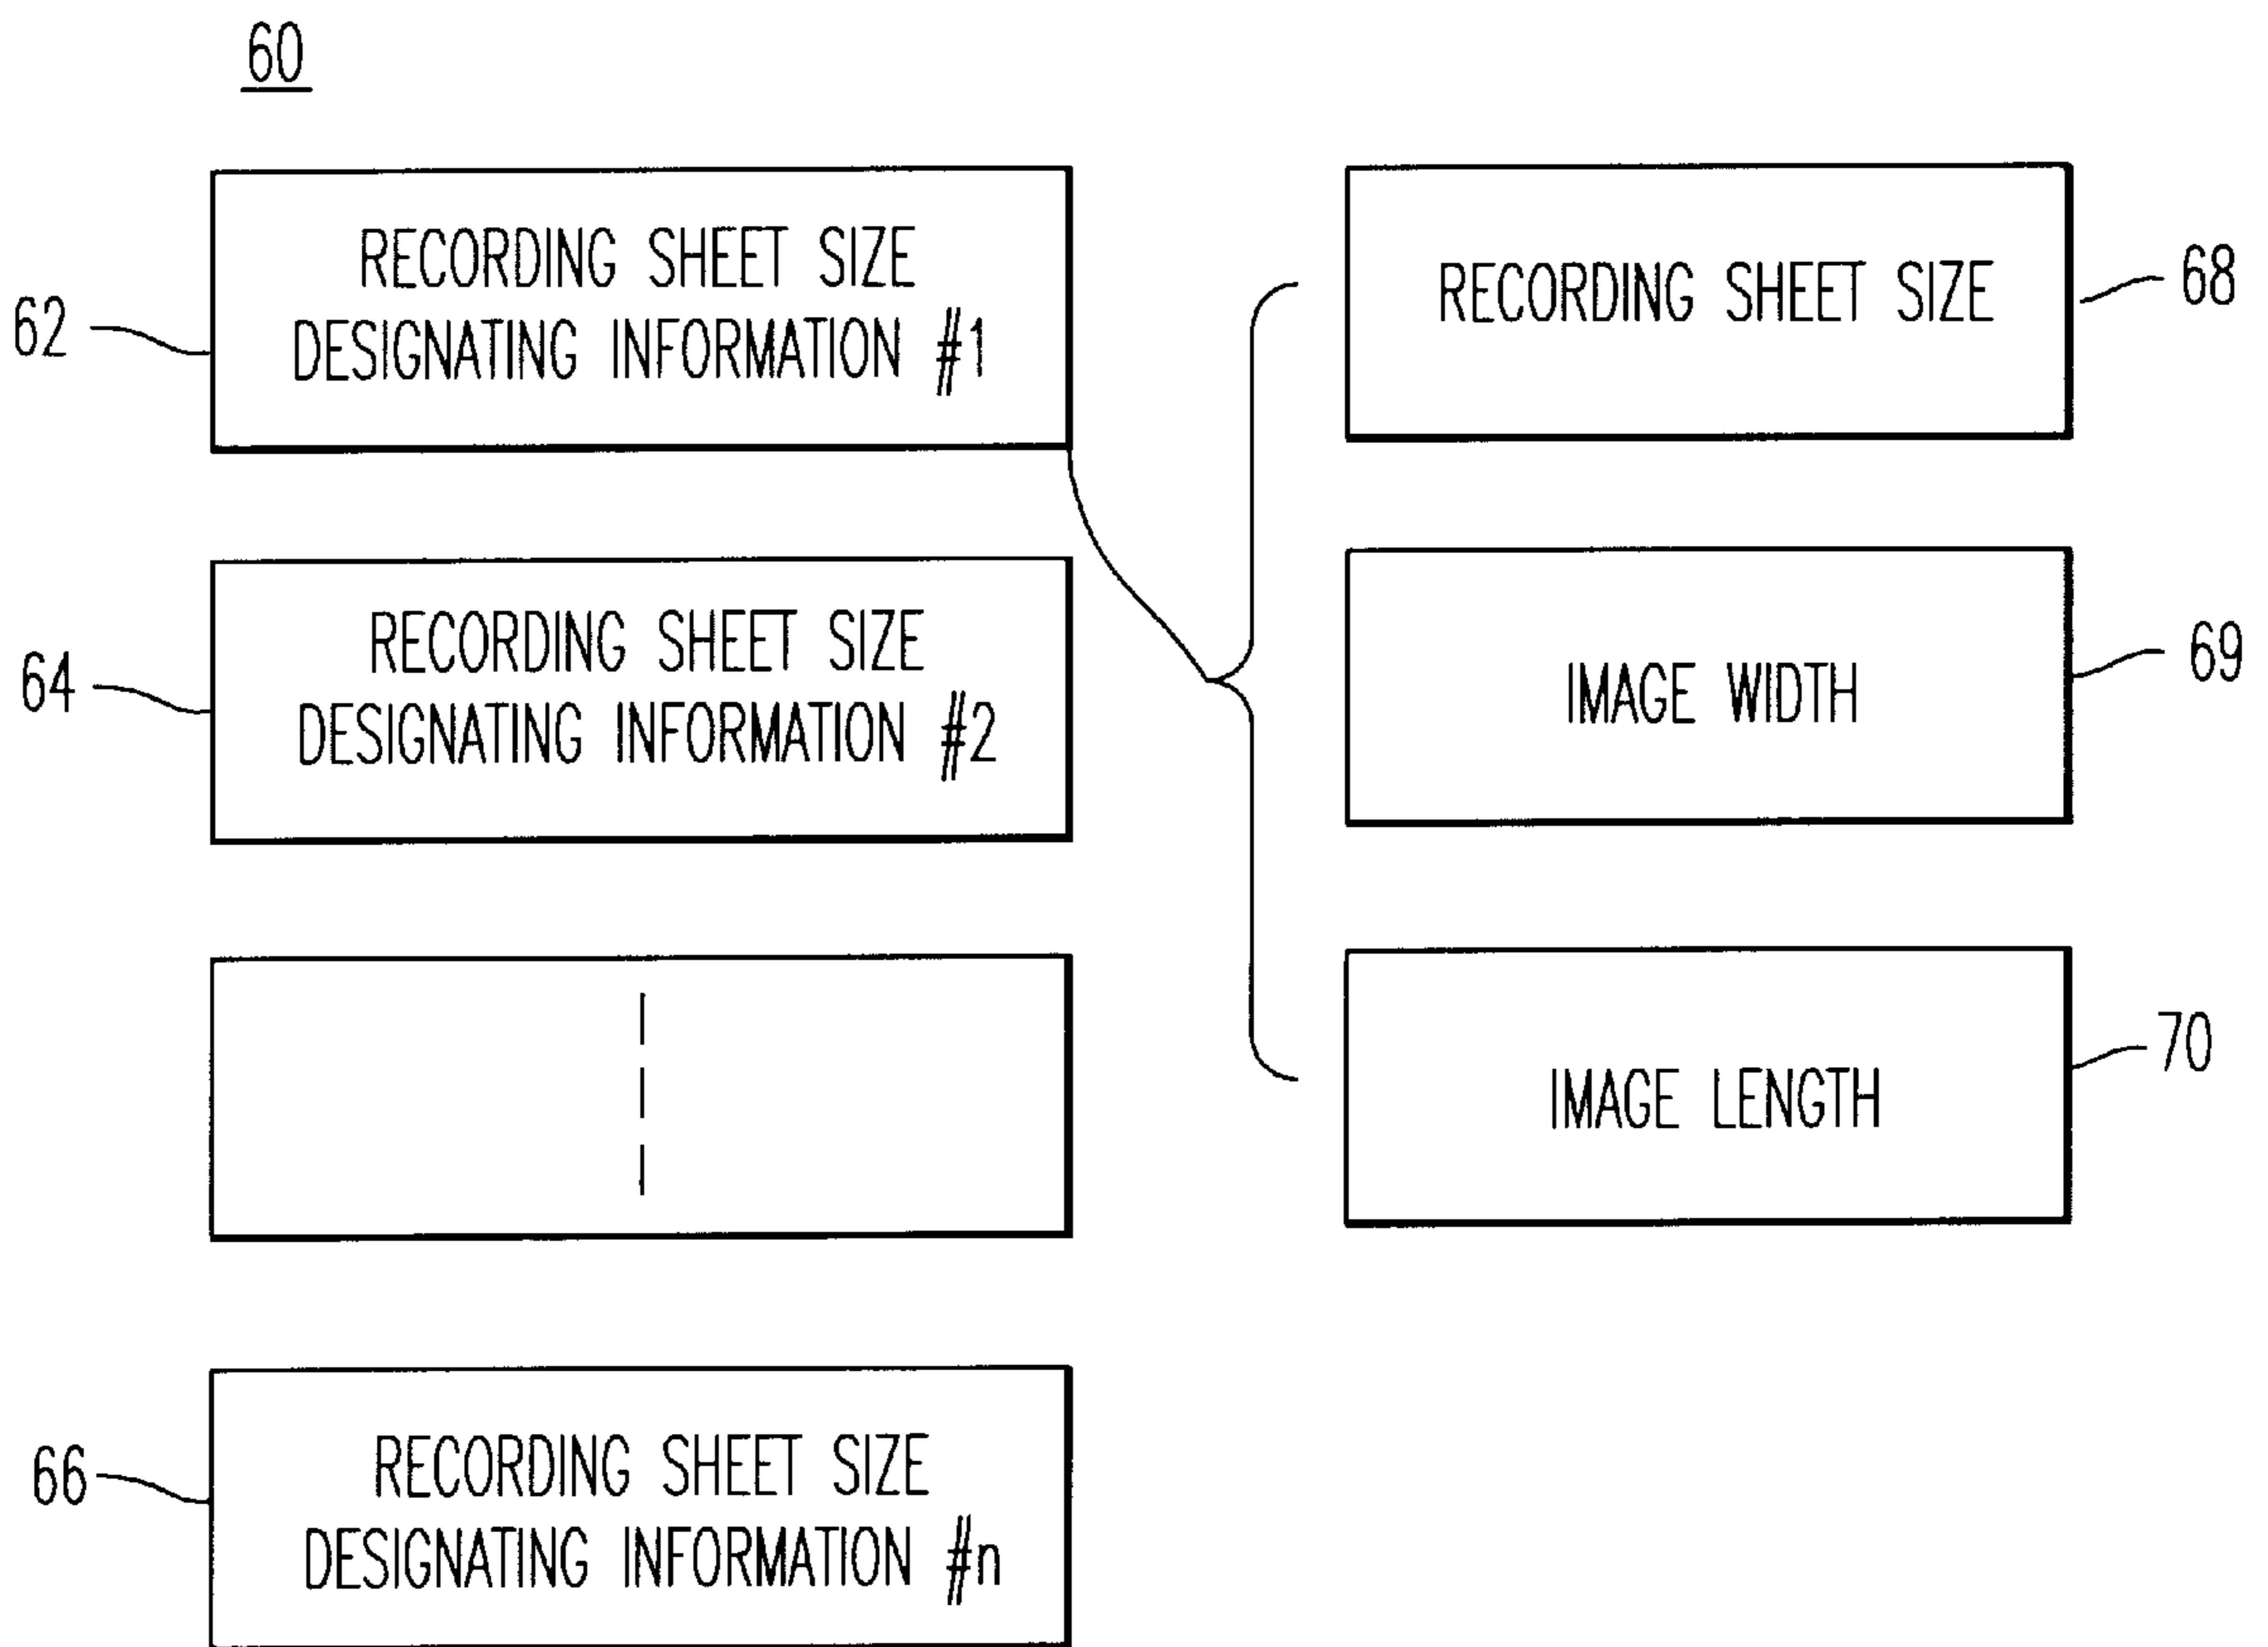 60
62
RECORDING SHEET SIZE
DESIGNATING INFORMATION #1
64
RECORDING SHEET SIZE
DESIGNATING INFORMATION #2
66
RECORDING SHEET SIZE
DESIGNATING INFORMATION #n
RECORDING SHEET SIZE
68
IMAGE WIDTH
69
IMAGE LENGTH
70